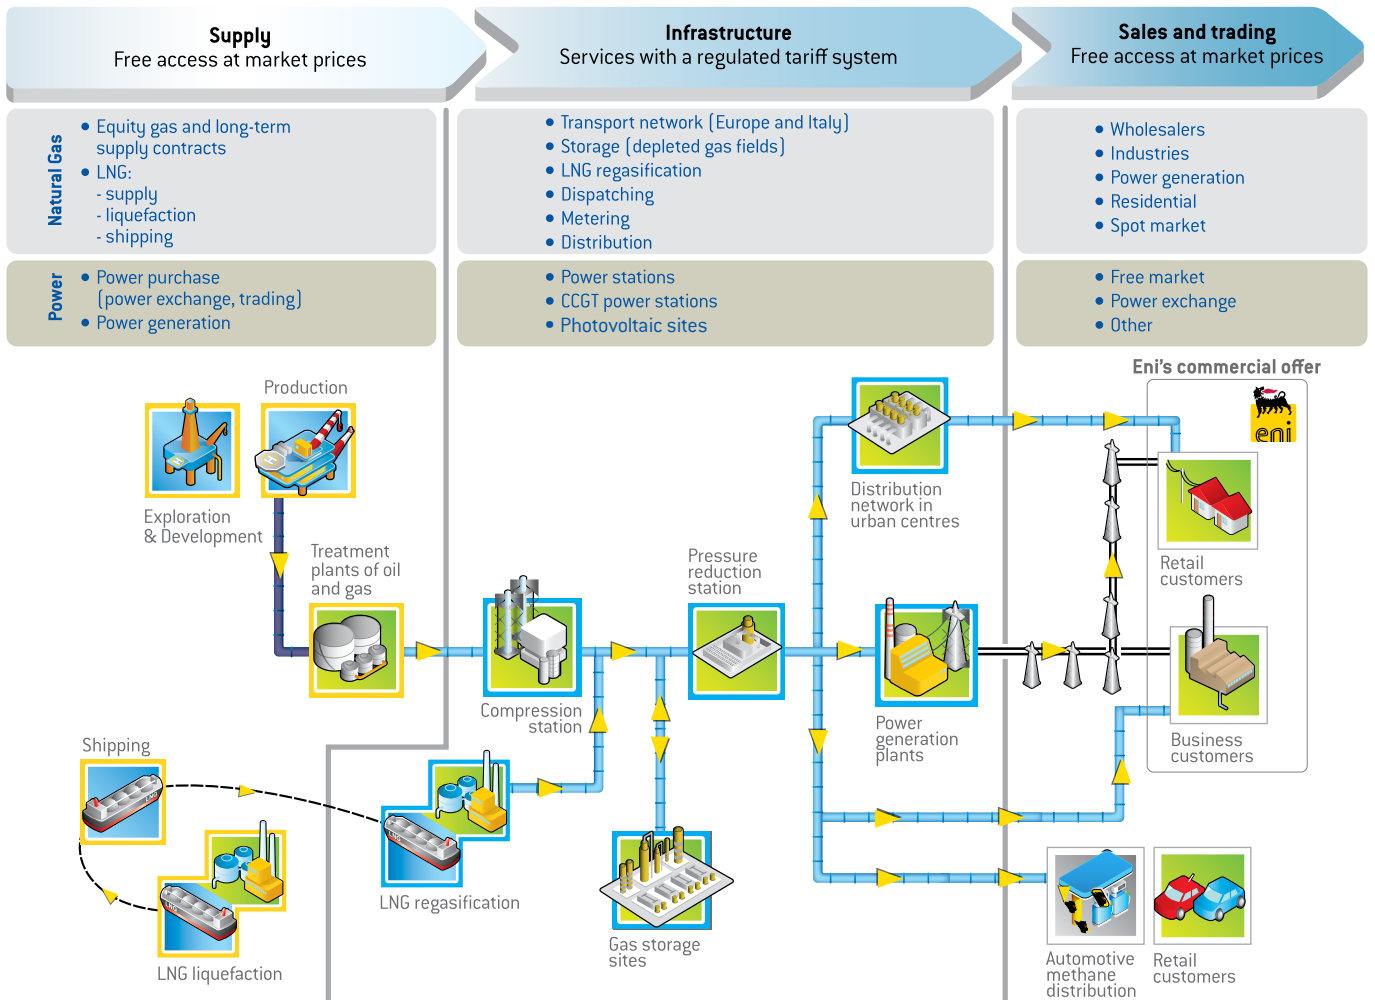 Supply
Free access at market prices
Infrastructure
Services with a regulated tariff system
Sales and trading
Free access at market prices
Natural Gas
• Equity gas and long-term
supply contracts
• LNG:
- supply
- liquefaction
- shipping
• Transport network (Europe and Italy)
• Storage (depleted gas fields)
• LNG regasification
• Dispatching
• Metering
• Distribution
• Wholesalers
• Industries
• Power generation
• Residential
• Spot market
Power
• Power purchase
(power exchange, trading)
• Power generation
• Power stations
• CCGT power stations
• Photovoltaic sites
• Free market
• Power exchange
• Other
Eni's commercial offer
eni
Production
Exploration
& Development
Treatment
plants of oil
and gas
Compression
station
Pressure
reduction
station
Distribution
network in
urban centres
Power
generation
plants
Retail
customers
Business
customers
Shipping
LNG
LNG
LNG liquefaction
LNG
LNG regasification
Gas storage
sites
Automotive
methane
distribution
Retail
customers